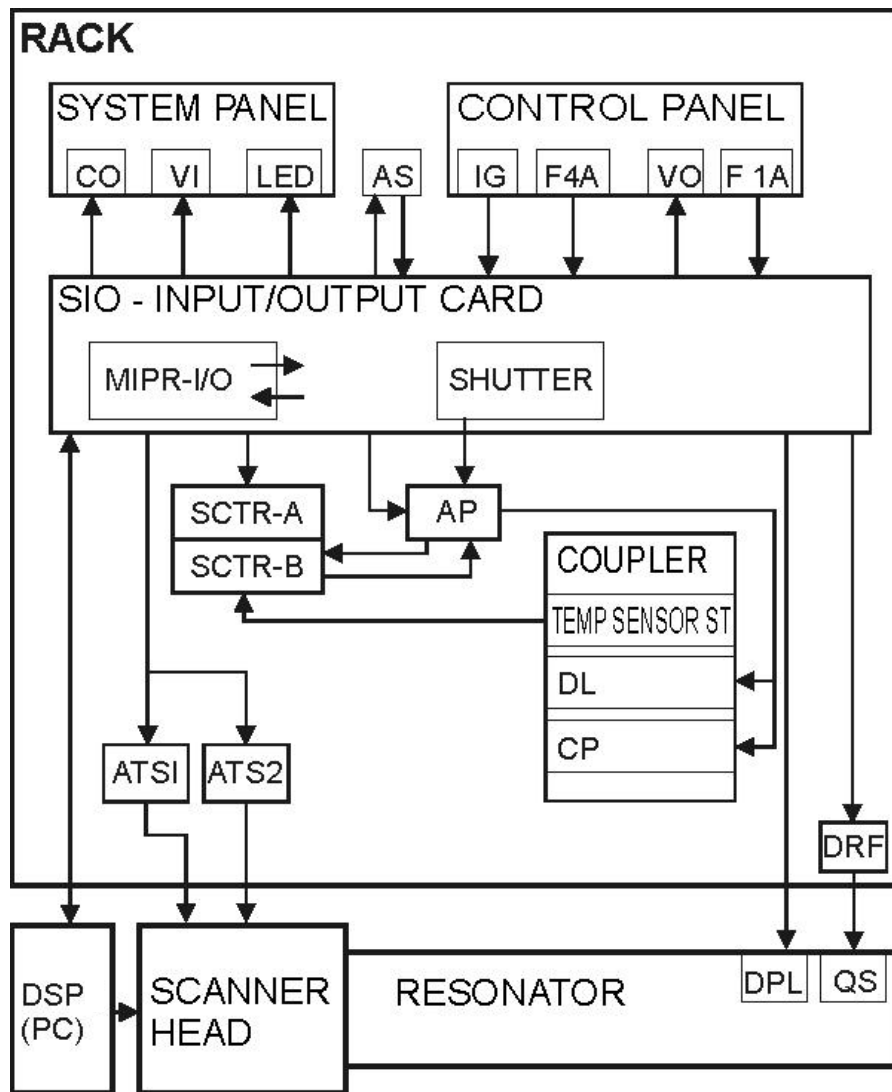 RACK
SYSTEM PANEL
CO VI LED
AS
CONTROL PANEL
IG F4A VO F 1A
SIO - INPUT/OUTPUT CARD
MIPR-I/O
SHUTTER
SCTR-A
SCTR-B
AP
COUPLER
TEMP SENSOR ST
DL
CP
ATSI
ATS2
DRF
DSP
(PC)
SCANNER
HEAD
RESONATOR
DPL
QS